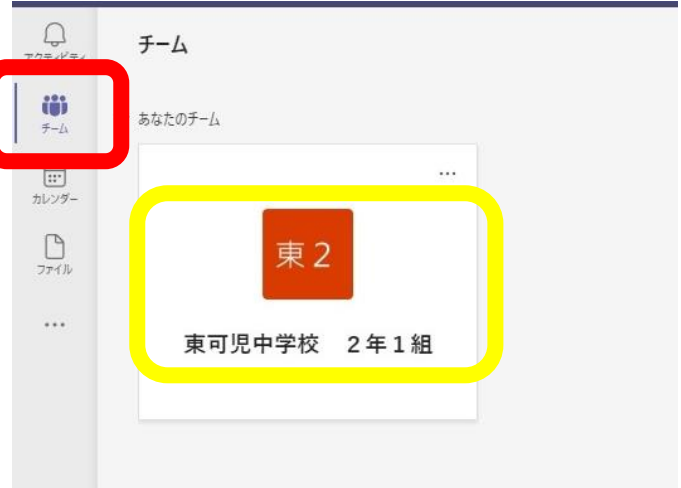 アクティビティ
チーム
カレンダー
ファイル
...
チーム
あなたのチーム
...
東２
東可児中学校　２年１組